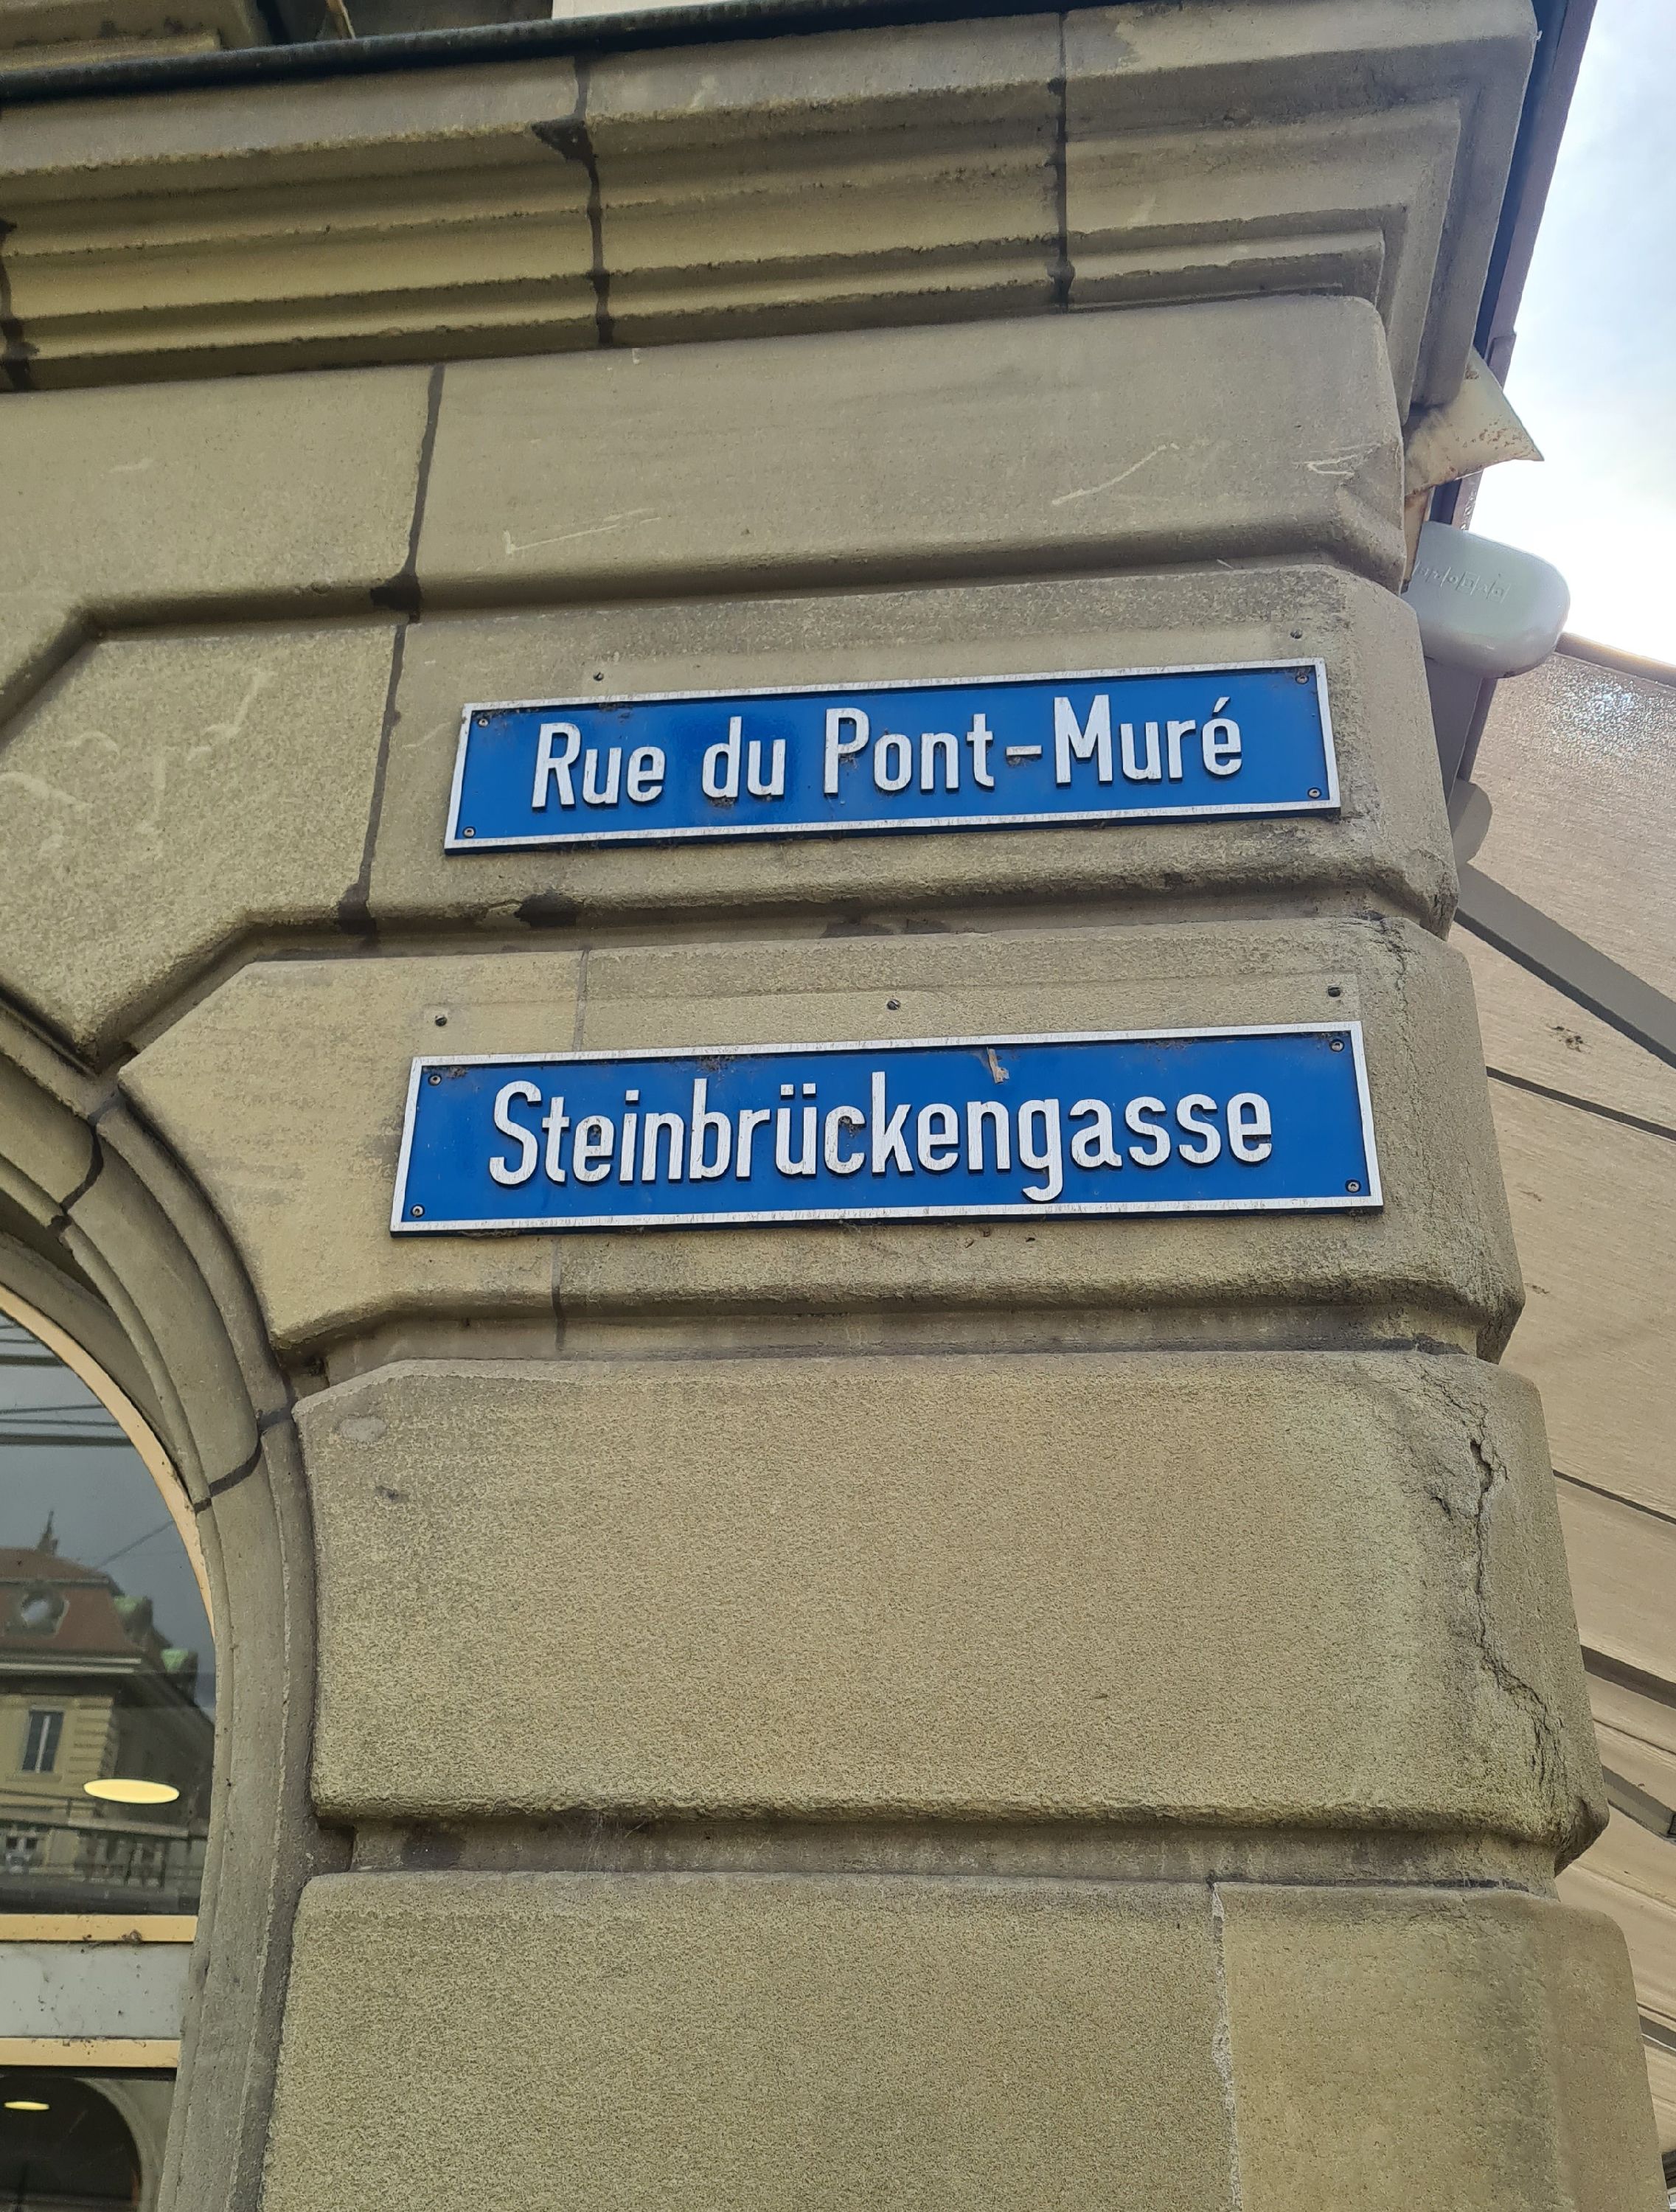 Rue du Pont-Muré
Steinbrückengasse